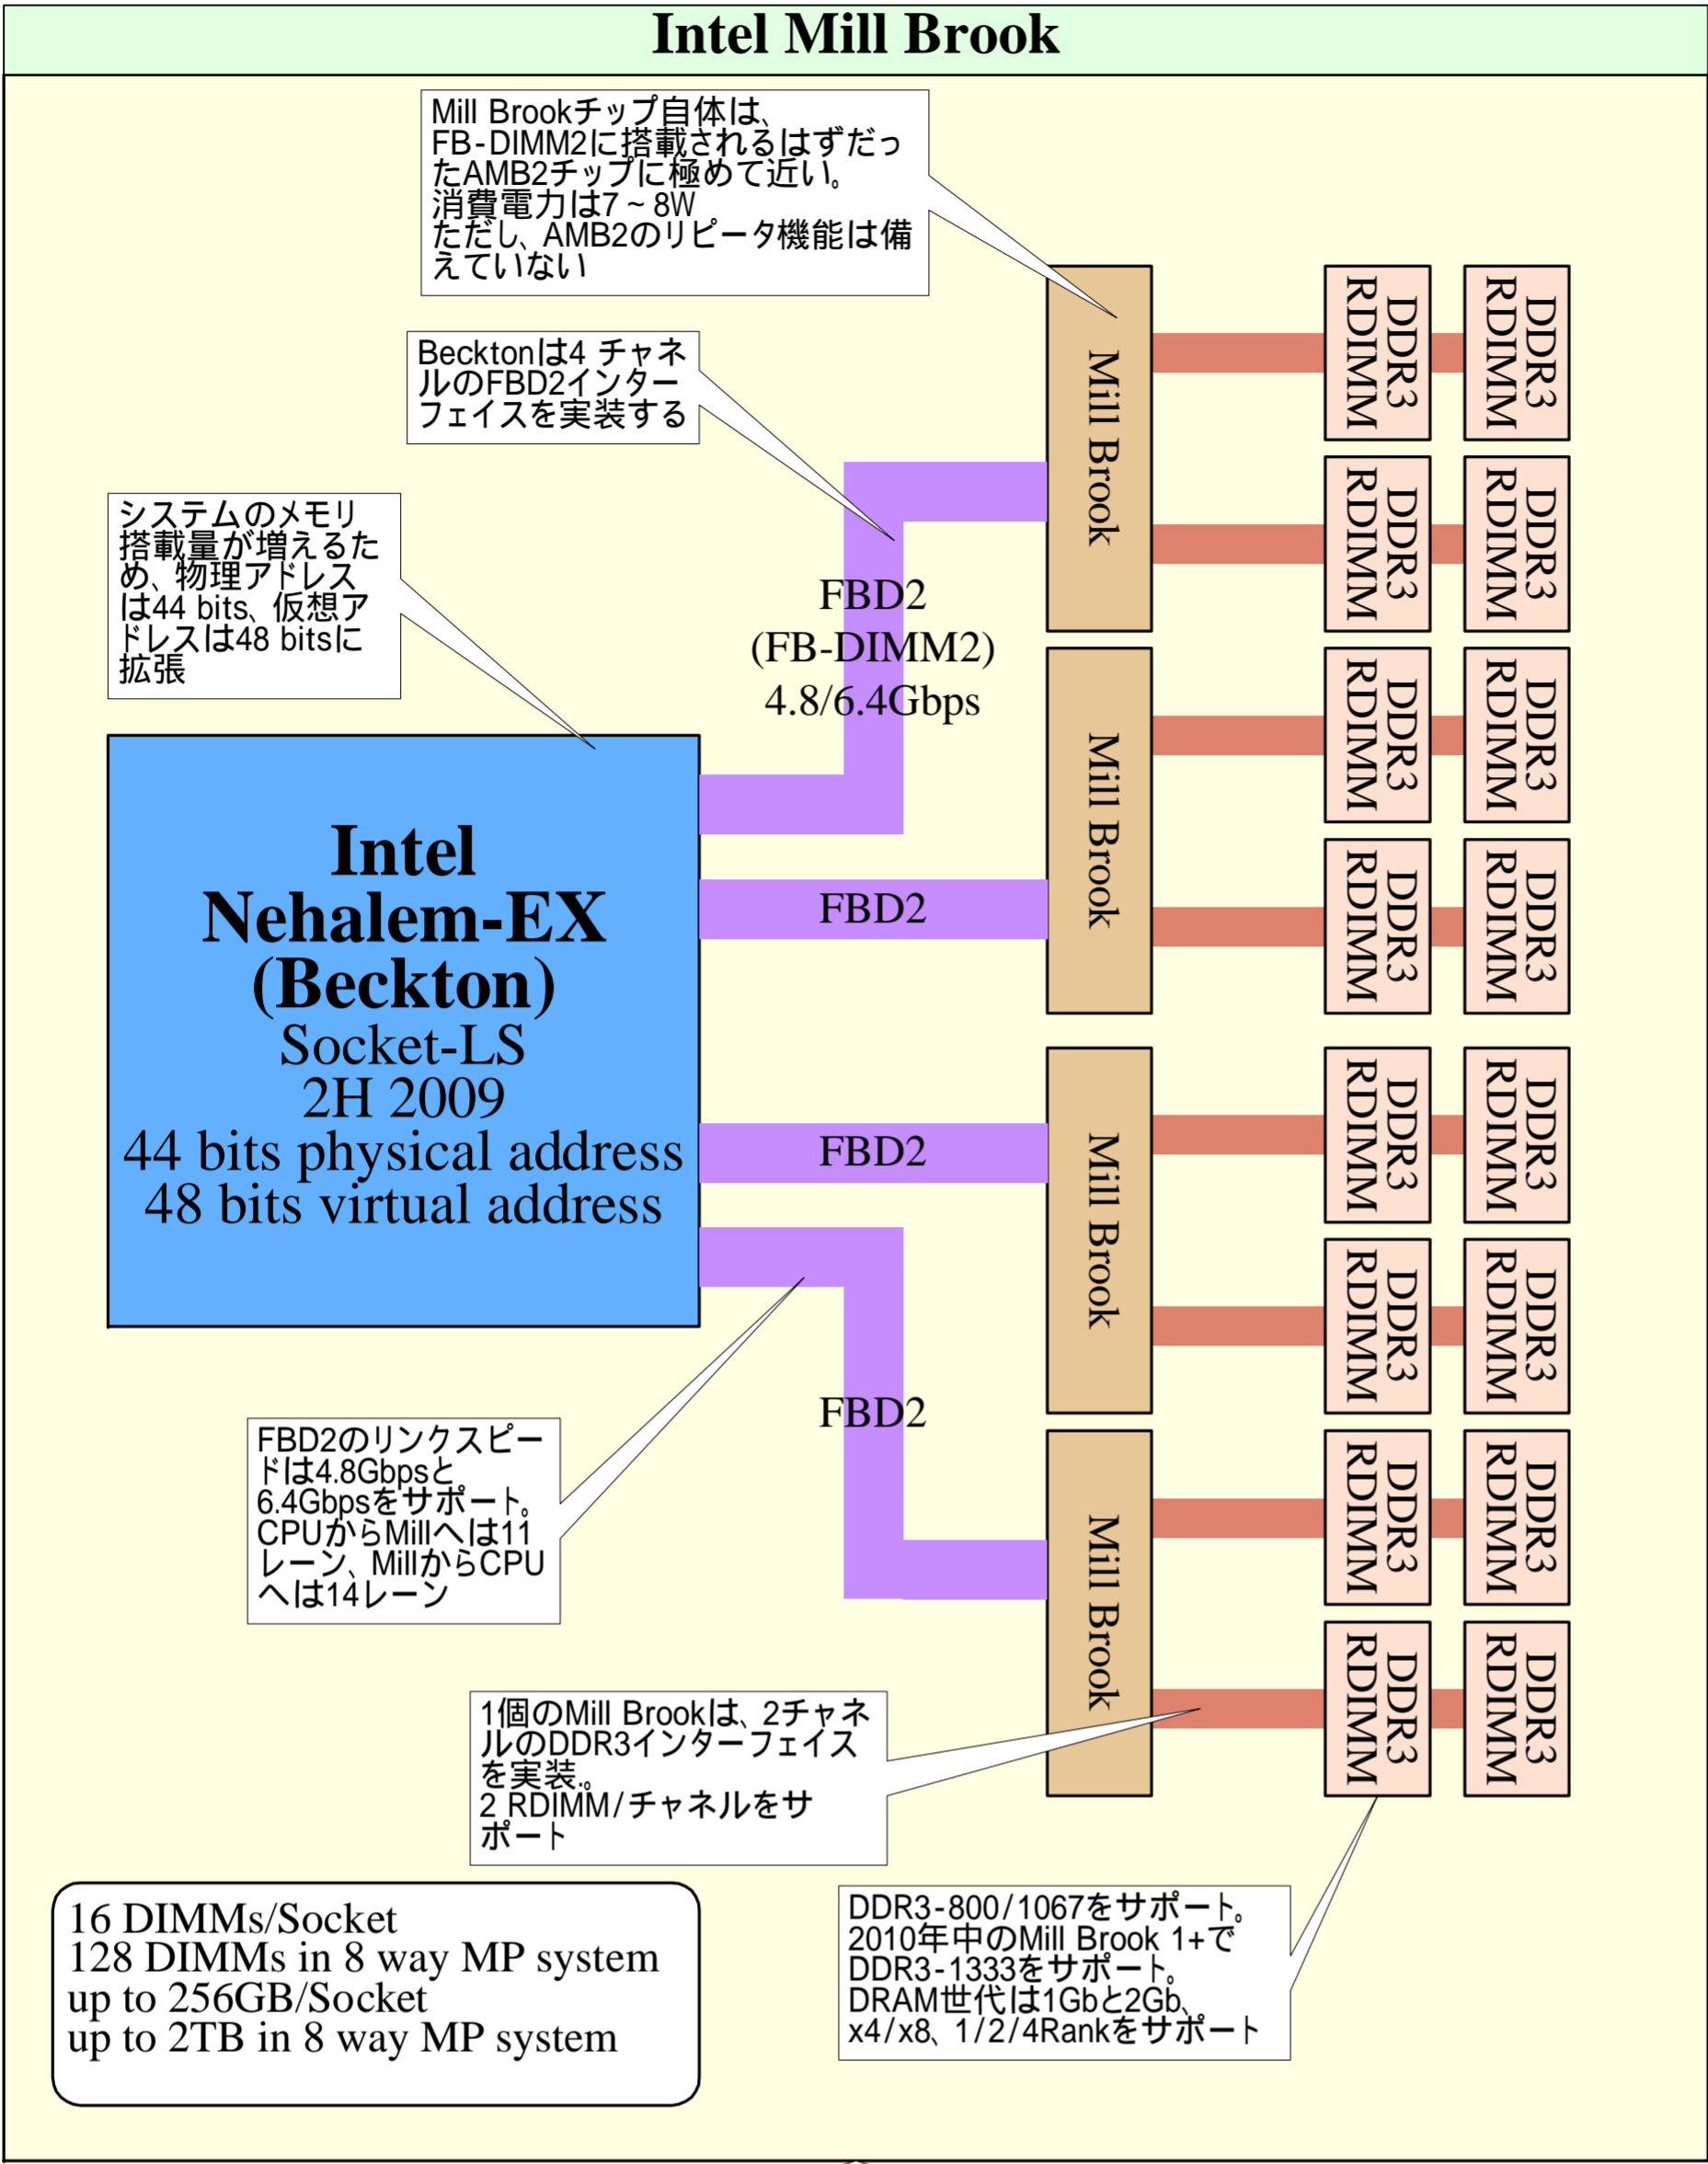 Intel Mill Brook
Mill Brookチップ自体は、
FB-DIMM2に搭載されるはずだっ
たAMB2チップに極めて近い。
消費電力は7～8W
ただし、AMB2のリピータ機能は備
えていない
Becktonは4 チャネ
ルのFBD2インター
フェイスを実装する
システムのメモリ
搭載量が増えるた
め、物理アドレス
は44 bits、仮想ア
ドレスは48 bitsに
拡張
FBD2
(FB-DIMM2)
4.8/6.4Gbps
Intel
Nehalem-EX
(Beckton)
Socket-LS
2H 2009
44 bits physical address
48 bits virtual address
FBD2
FBD2
FBD2
Mill Brook
Mill Brook
Mill Brook
Mill Brook
DDR3
RDIMM
DDR3
RDIMM
DDR3
RDIMM
DDR3
RDIMM
DDR3
RDIMM
DDR3
RDIMM
DDR3
RDIMM
DDR3
RDIMM
DDR3
RDIMM
DDR3
RDIMM
DDR3
RDIMM
DDR3
RDIMM
DDR3
RDIMM
DDR3
RDIMM
DDR3
RDIMM
DDR3
RDIMM
FBD2のリンクスピー
ドは4.8Gbpsと
6.4Gbpsをサポート。
CPUからMillへは11
レーン、MillからCPU
へは14レーン
1個のMill Brookは、2チャネ
ルのDDR3インターフェイス
を実装.。
2 RDIMM/チャネルをサ
ポート
DDR3-800/1067をサポート。
2010年中のMill Brook 1+で
DDR3-1333をサポート。
DRAM世代は1Gbと2Gb、
x4/x8、1/2/4Rankをサポート
16 DIMMs/Socket
128 DIMMs in 8 way MP system
up to 256GB/Socket
up to 2TB in 8 way MP system